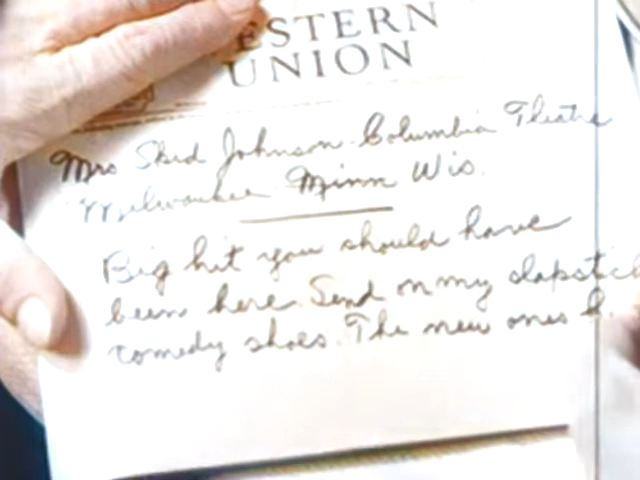 ESTERN
UNION
Mrs Skid Johnson. Columbia Theatre
Milwaukee Minn Wis.
Big hit you should have
been here. Send on my slapstick
comedy shoes. The new ones h